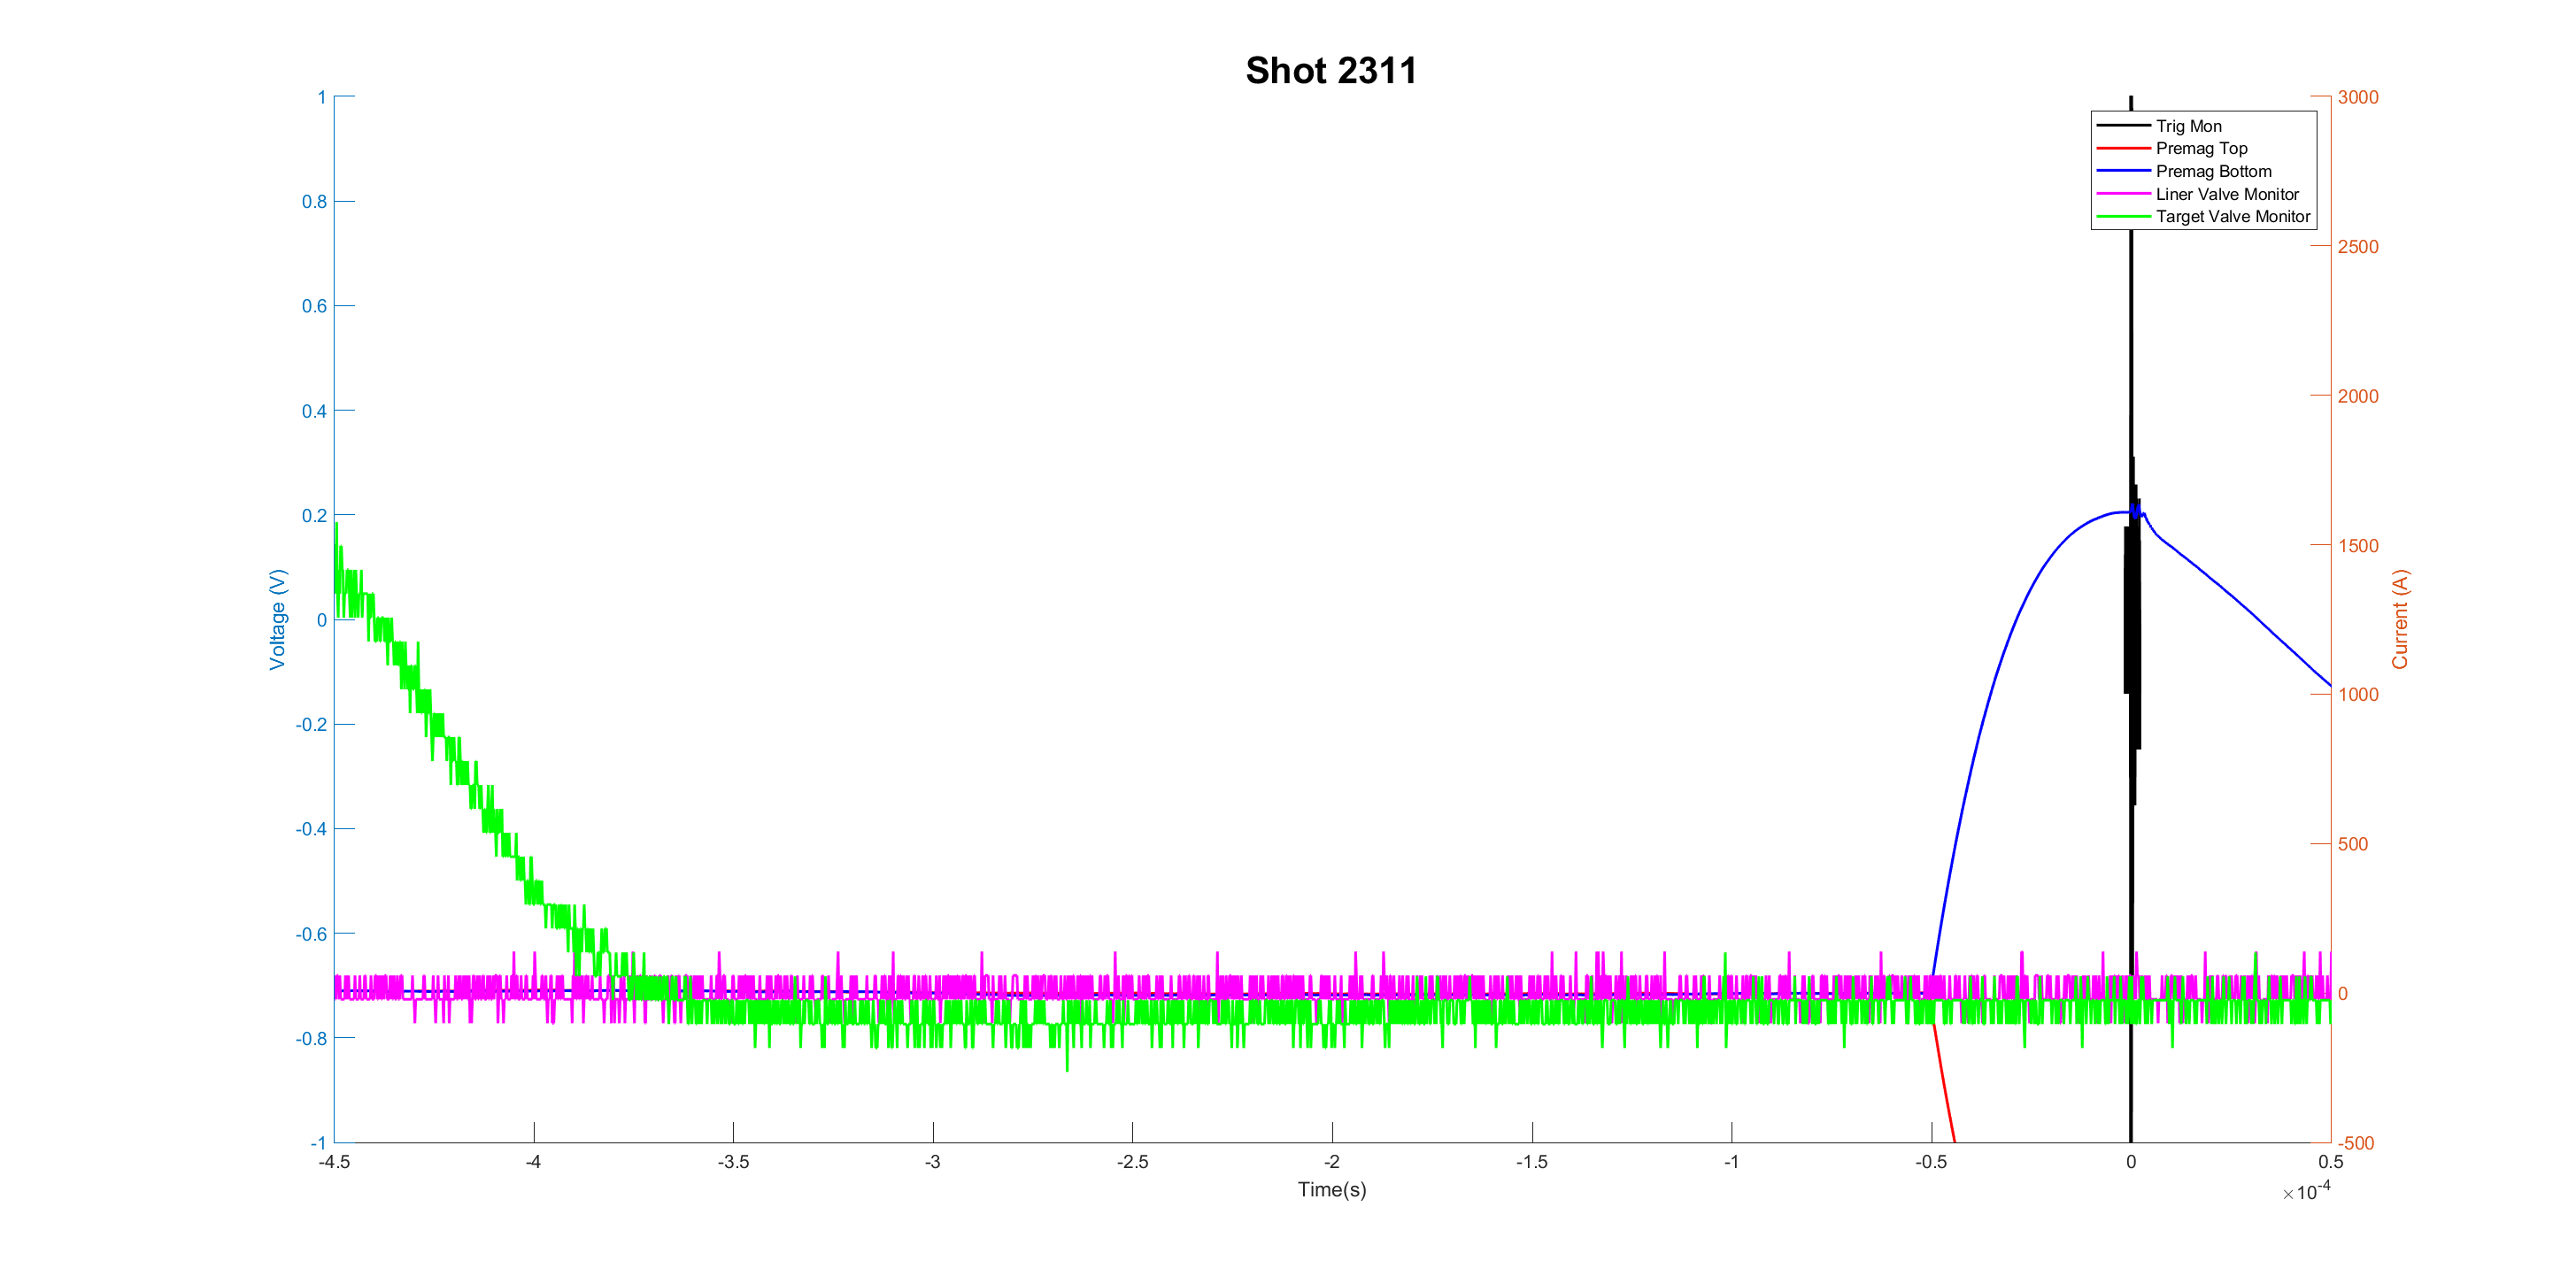 Shot 2311
1
0.8
0.6
0.4
0.2
0
-0.2
-0.4
-0.6
-0.8
-1
Voltage (V)
3000
2500
2000
1500
1000
500
0
-500
Current (A)
Trig Mon
Premag Top
Premag Bottom
Liner Valve Monitor
Target Valve Monitor
-4.5 -4 -3.5 -3 -2.5 -2 -1.5 -1 -0.5 0 0.5
Time(s)
×10-4